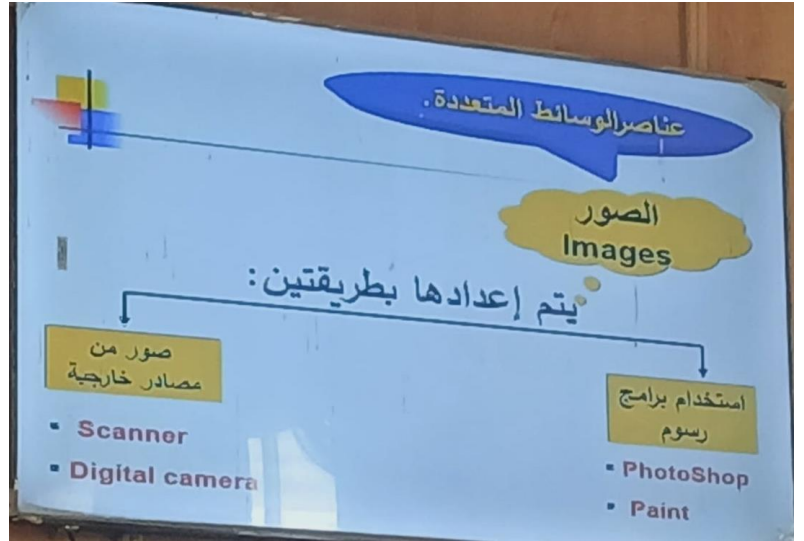 عناصرالوسائط المتعددة.
الصور
Images
يتم إعدادها بطريقتين:
استخدام برامج
رسوم
▪ PhotoShop
▪ Paint
صور من
مصادر خارجية
▪ Scanner
▪ Digital camera